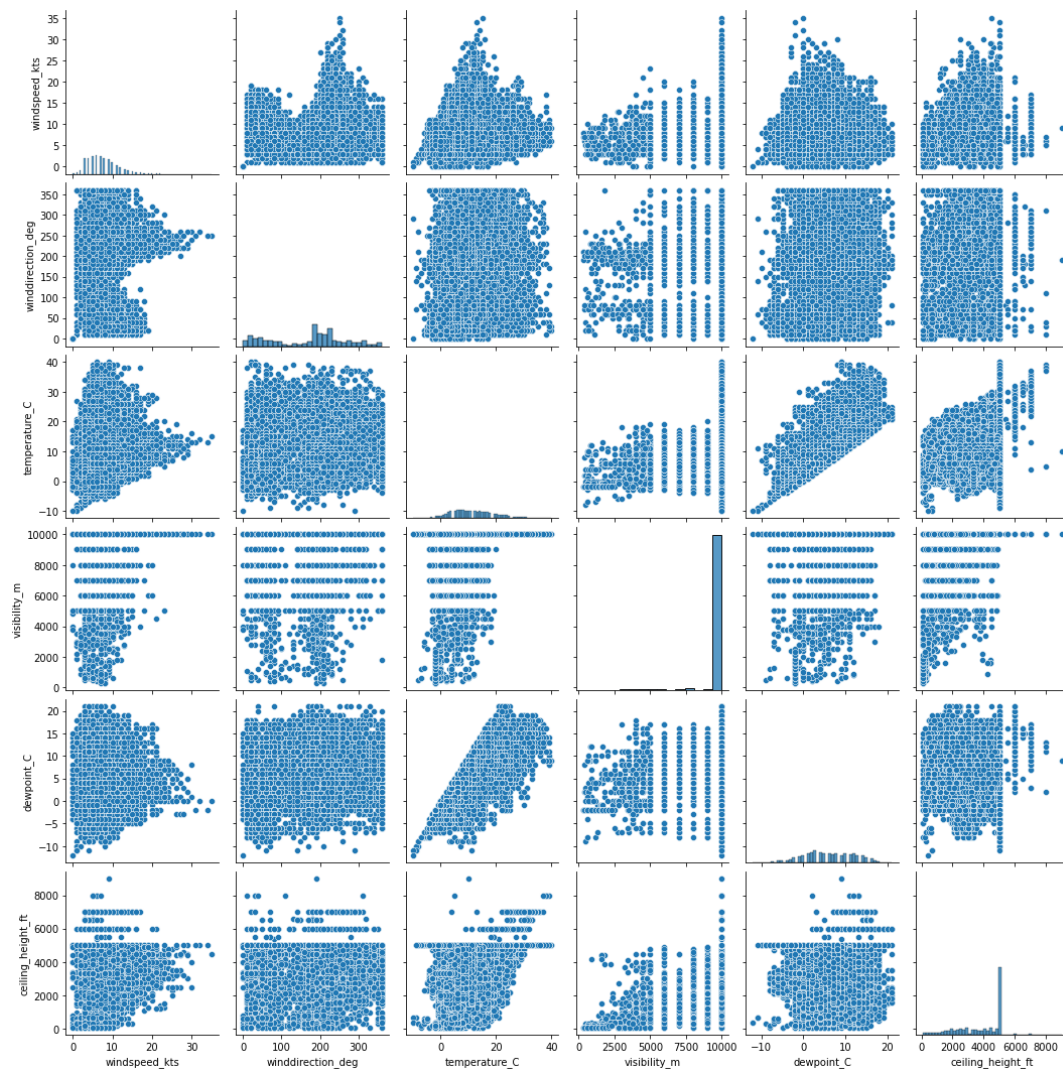 35
30
25
20
15
10
5
0
windspeed_kts
350
300
250
200
150
100
50
0
winddirection_deg
40
30
20
10
0
−10
temperature_C
10000
8000
6000
4000
2000
0
visibility_m
20
15
10
5
0
−5
−10
dewpoint_C
8000
6000
4000
2000
0
ceiling_height_ft
0 10 20 30
windspeed_kts
0 100 200 300
winddirection_deg
0 20 40
temperature_C
0 2500 5000 7500 10000
visibility_m
−10 0 10 20
dewpoint_C
0 2000 4000 6000 8000
ceiling_height_ft